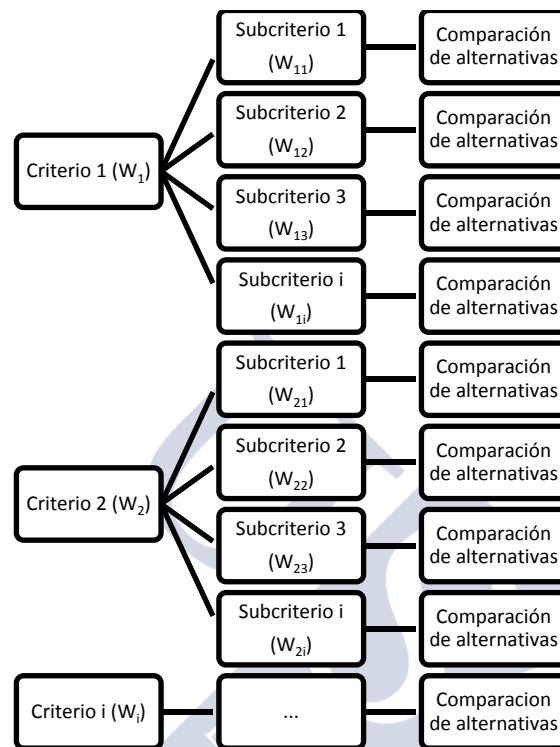 Criterio 1 (W₁)
Subcriterio 1
(W₁₁)
Comparación
de alternativas
Subcriterio 2
(W₁₂)
Comparación
de alternativas
Subcriterio 3
(W₁₃)
Comparación
de alternativas
Subcriterio i
(W₁ᵢ)
Comparación
de alternativas
Criterio 2 (W₂)
Subcriterio 1
(W₂₁)
Comparación
de alternativas
Subcriterio 2
(W₂₂)
Comparación
de alternativas
Subcriterio 3
(W₂₃)
Comparación
de alternativas
Subcriterio i
(W₂ᵢ)
Comparación
de alternativas
Criterio i (Wᵢ)
...
Comparacion
de alternativas